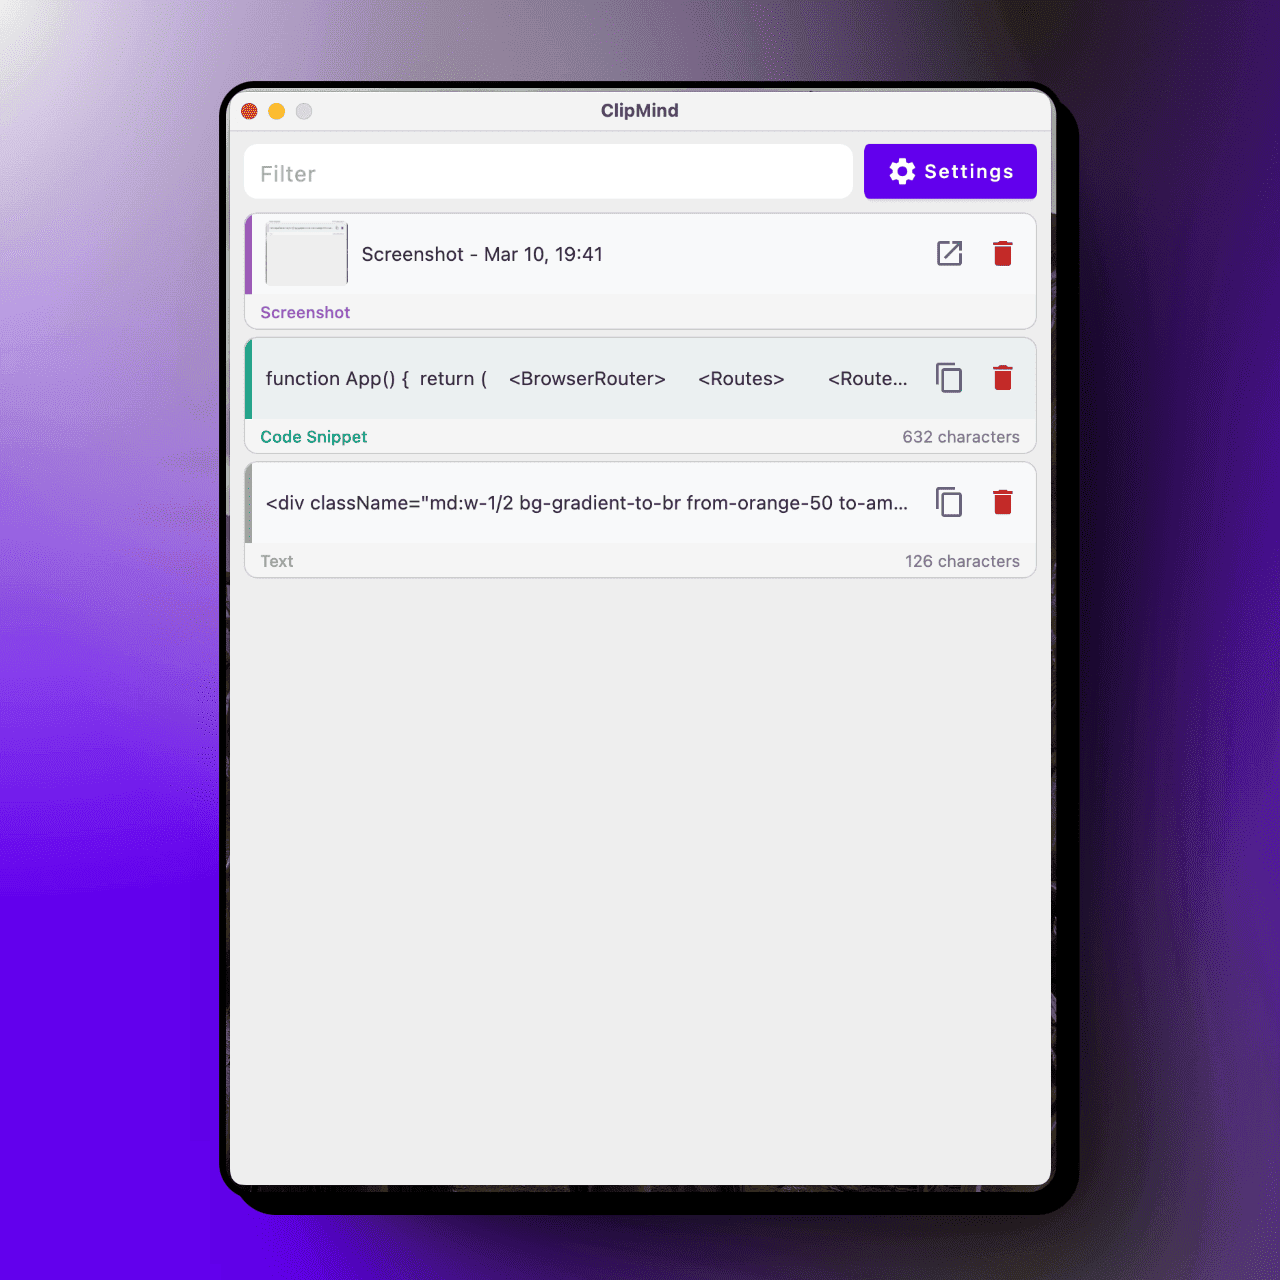 ClipMind
Filter
Settings
Screenshot - Mar 10, 19:41
Screenshot
function App() {  return (    <BrowserRouter>      <Routes>        <Route...
Code Snippet
632 characters
<div className="md:w-1/2 bg-gradient-to-br from-orange-50 to-am...
Text
126 characters